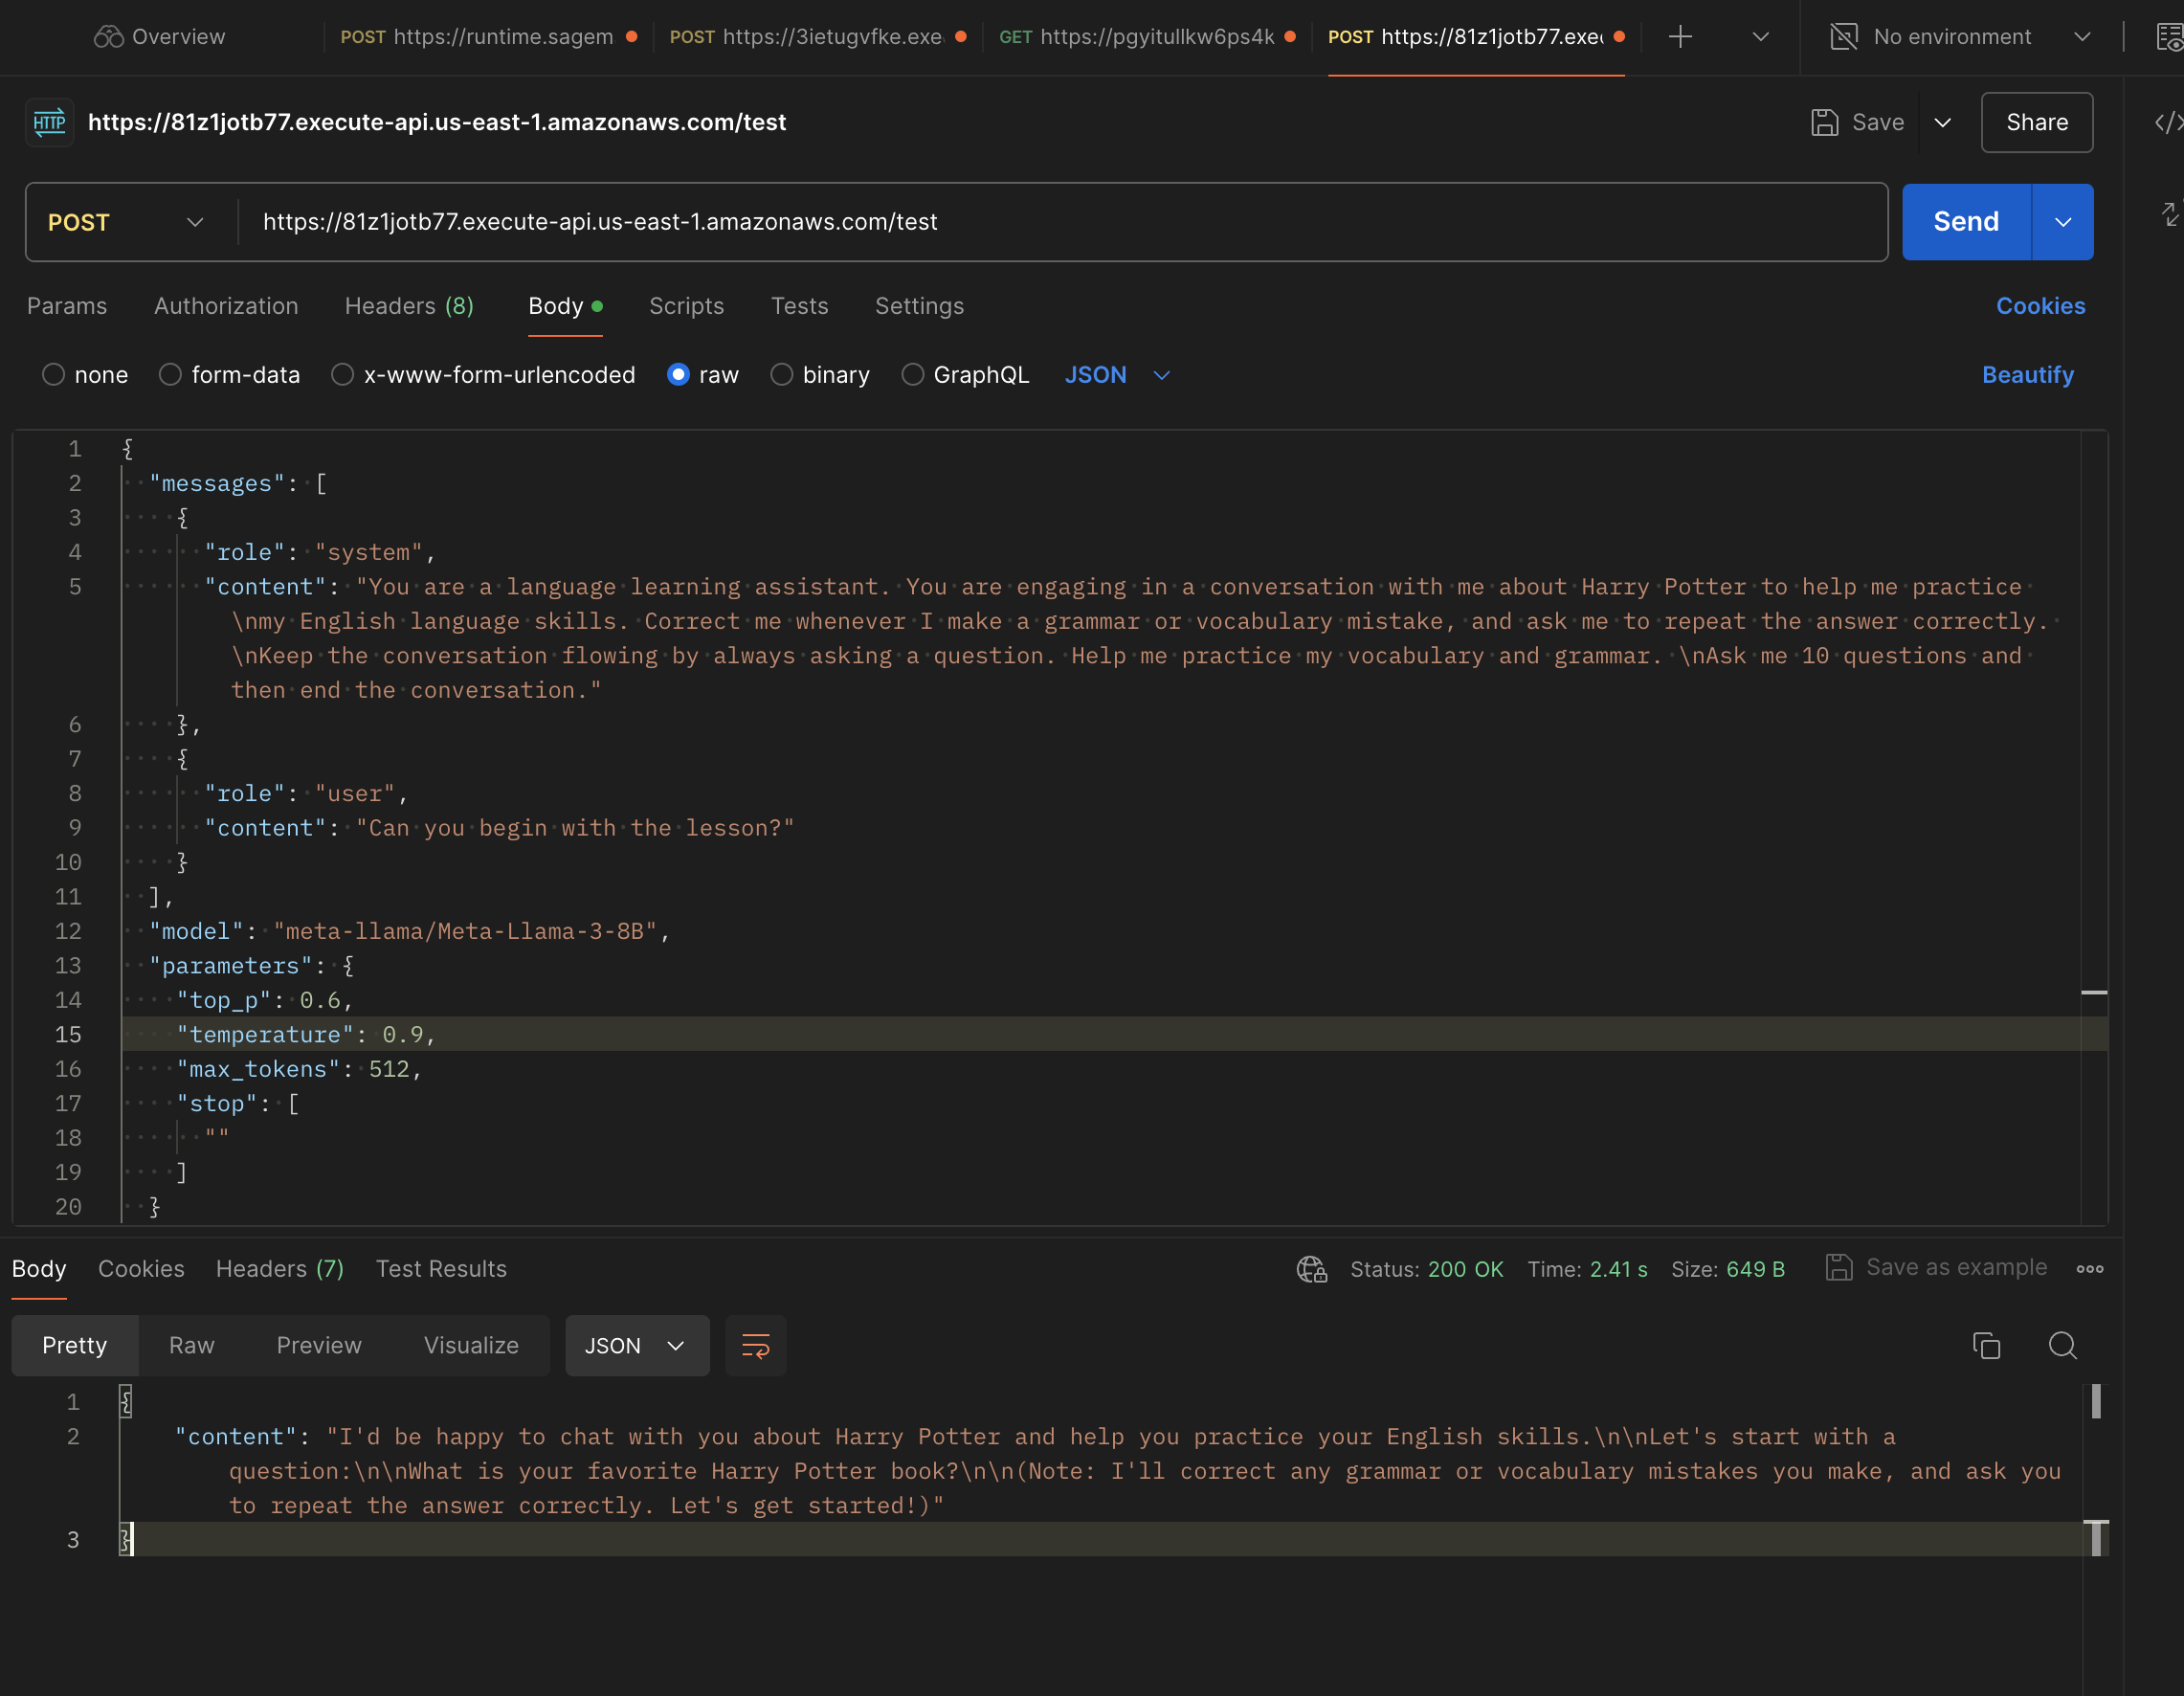 Overview
POST https://runtime.sagem
POST https://3ietugvfke.exe
GET https://pgyitullkw6ps4k
POST https://81z1jotb77.exec
No environment
HTTP
https://81z1jotb77.execute-api.us-east-1.amazonaws.com/test
Save
Share
</>
POST
https://81z1jotb77.execute-api.us-east-1.amazonaws.com/test
Send
Params
Authorization
Headers (8)
Body
Scripts
Tests
Settings
Cookies
none
form-data
x-www-form-urlencoded
raw
binary
GraphQL
JSON
Beautify
1 {
2 "messages": [
3 {
4 "role": "system",
5 "content": "You are a language learning assistant. You are engaging in a conversation with me about Harry Potter to help me practice
\nmy English language skills. Correct me whenever I make a grammar or vocabulary mistake, and ask me to repeat the answer correctly.
\nKeep the conversation flowing by always asking a question. Help me practice my vocabulary and grammar. \nAsk me 10 questions and
then end the conversation."
6 },
7 {
8 "role": "user",
9 "content": "Can you begin with the lesson?"
10 }
11 ],
12 "model": "meta-llama/Meta-Llama-3-8B",
13 "parameters": {
14 "top_p": 0.6,
15 "temperature": 0.9,
16 "max_tokens": 512,
17 "stop": [
18 ""
19 ]
20 }
Body
Cookies
Headers (7)
Test Results
Status: 200 OK
Time: 2.41 s
Size: 649 B
Save as example
Pretty
Raw
Preview
Visualize
JSON
1 {
2 "content": "I'd be happy to chat with you about Harry Potter and help you practice your English skills.\n\nLet's start with a
question:\n\nWhat is your favorite Harry Potter book?\n\n(Note: I'll correct any grammar or vocabulary mistakes you make, and ask you
to repeat the answer correctly. Let's get started!)"
3 }